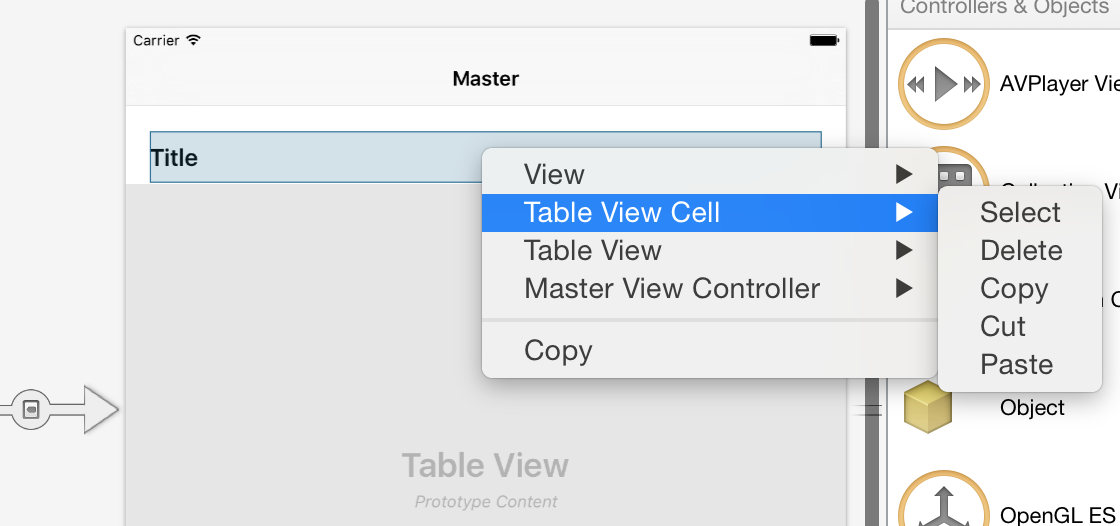 Controllers & Objects
Carrier
Master
AVPlayer Vie
Title
View
Table View Cell
Table View
Master View Controller
Copy
Select
Delete
Copy
Cut
Paste
Object
Table View
Prototype Content
OpenGL ES